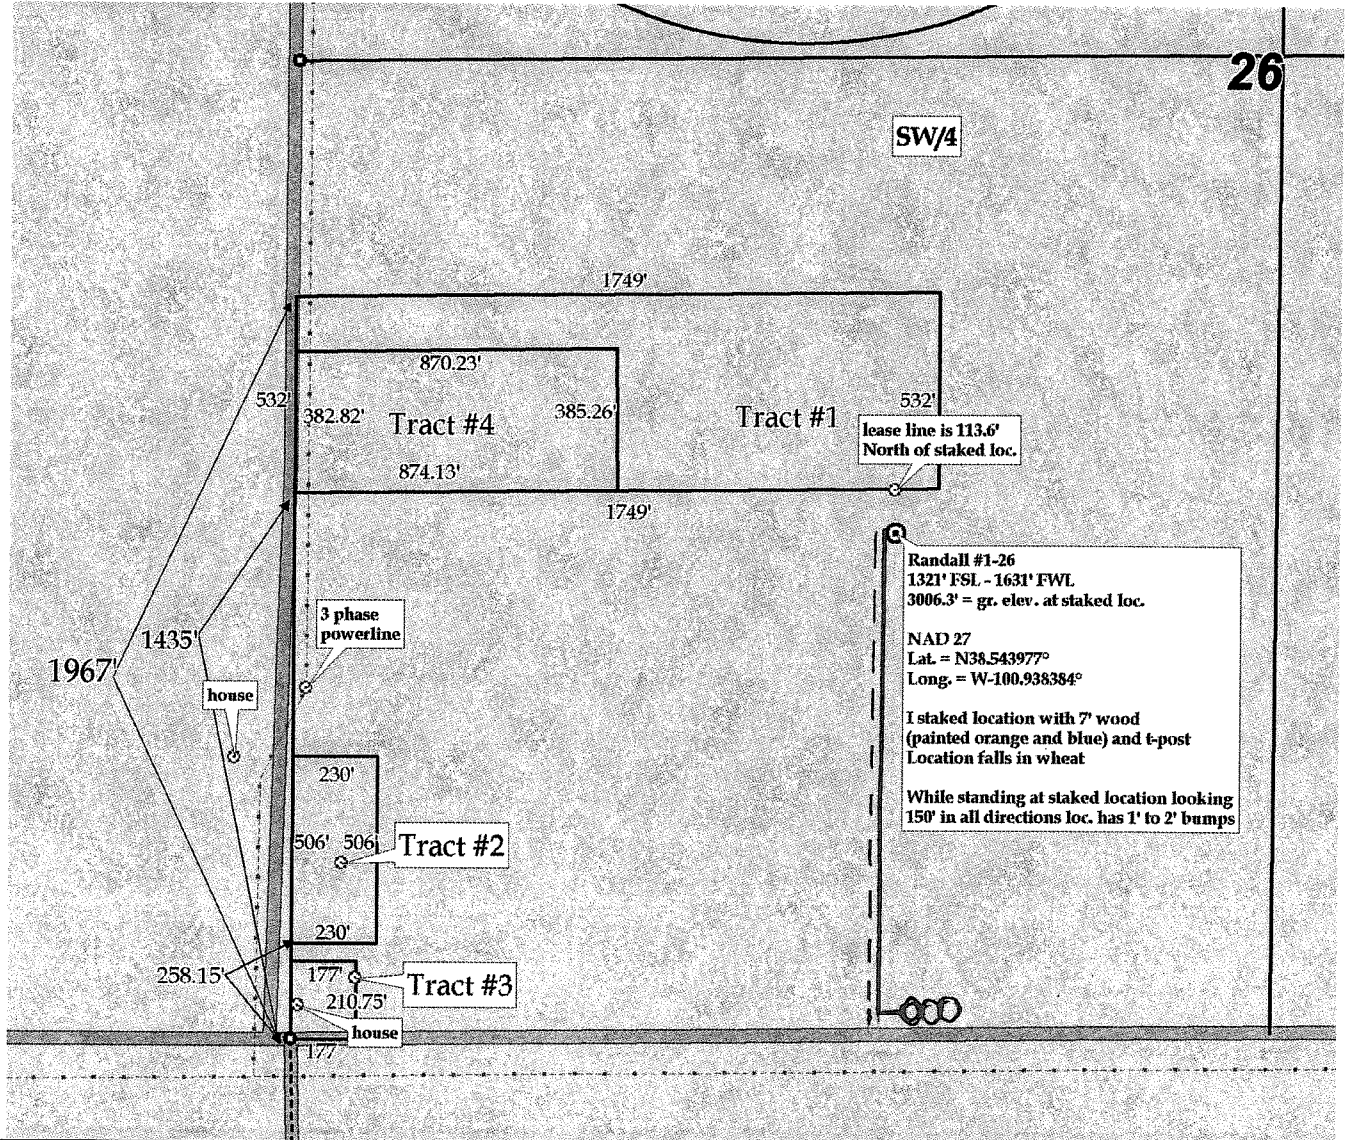 26
SW/4
1749'
870.23'
532'
382.82'
Tract #4
385.26'
Tract #1
532'
lease line is 113.6'
North of staked loc.
874.13'
1749'
Randall #1-26
1321' FSL - 1631' FWL
3006.3' = gr. elev. at staked loc.
NAD 27
Lat. = N38.543977°
Long. = W-100.938384°
I staked location with 7' wood
(painted orange and blue) and t-post
Location falls in wheat
While standing at staked location looking
150' in all directions loc. has 1' to 2' bumps
3 phase
powerline
1435'
1967'
house
230'
506'
506'
Tract #2
230'
258.15'
177'
Tract #3
210.75'
house
177'